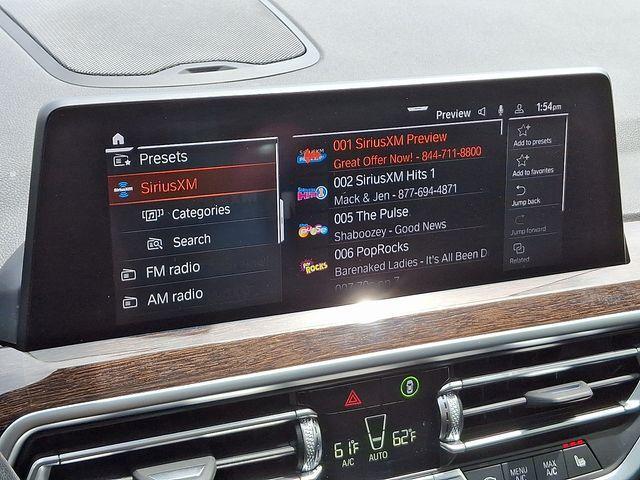 Preview 1:54pm
Presets
SiriusXM
Categories
Search
FM radio
AM radio
001 SiriusXM Preview
Great Offer Now! - 844-711-8800
002 SiriusXM Hits 1
Mack & Jen - 877-694-4871
005 The Pulse
Shaboozey - Good News
006 PopRocks
Barenaked Ladies - It's All Been D
Add to presets
Add to favorites
Jump back
Jump forward
Related
61°F
A/C
AUTO
62°F
MENU
A/C
MAX
A/C